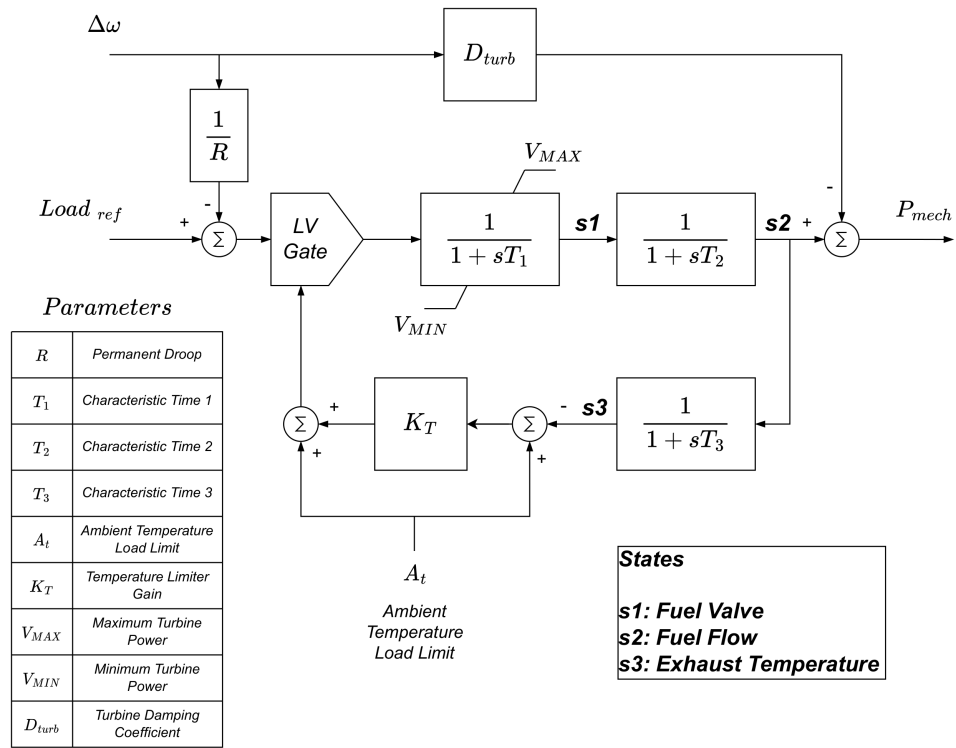 Δω
D_turb
1
R
V_MAX
Load ref
+
-
Σ
LV
Gate
1
1 + sT_1
s1
1
1 + sT_2
s2
+
-
Σ
P_mech
V_MIN
Parameters
R Permanent Droop
T_1 Characteristic Time 1
T_2 Characteristic Time 2
T_3 Characteristic Time 3
A_t Ambient Temperature
Load Limit
K_T Temperature Limiter
Gain
V_MAX Maximum Turbine
Power
V_MIN Minimum Turbine
Power
D_turb Turbine Damping
Coefficient
Σ
+
+
K_T
Σ
-
+
s3
1
1 + sT_3
A_t
Ambient
Temperature
Load Limit
States
s1: Fuel Valve
s2: Fuel Flow
s3: Exhaust Temperature